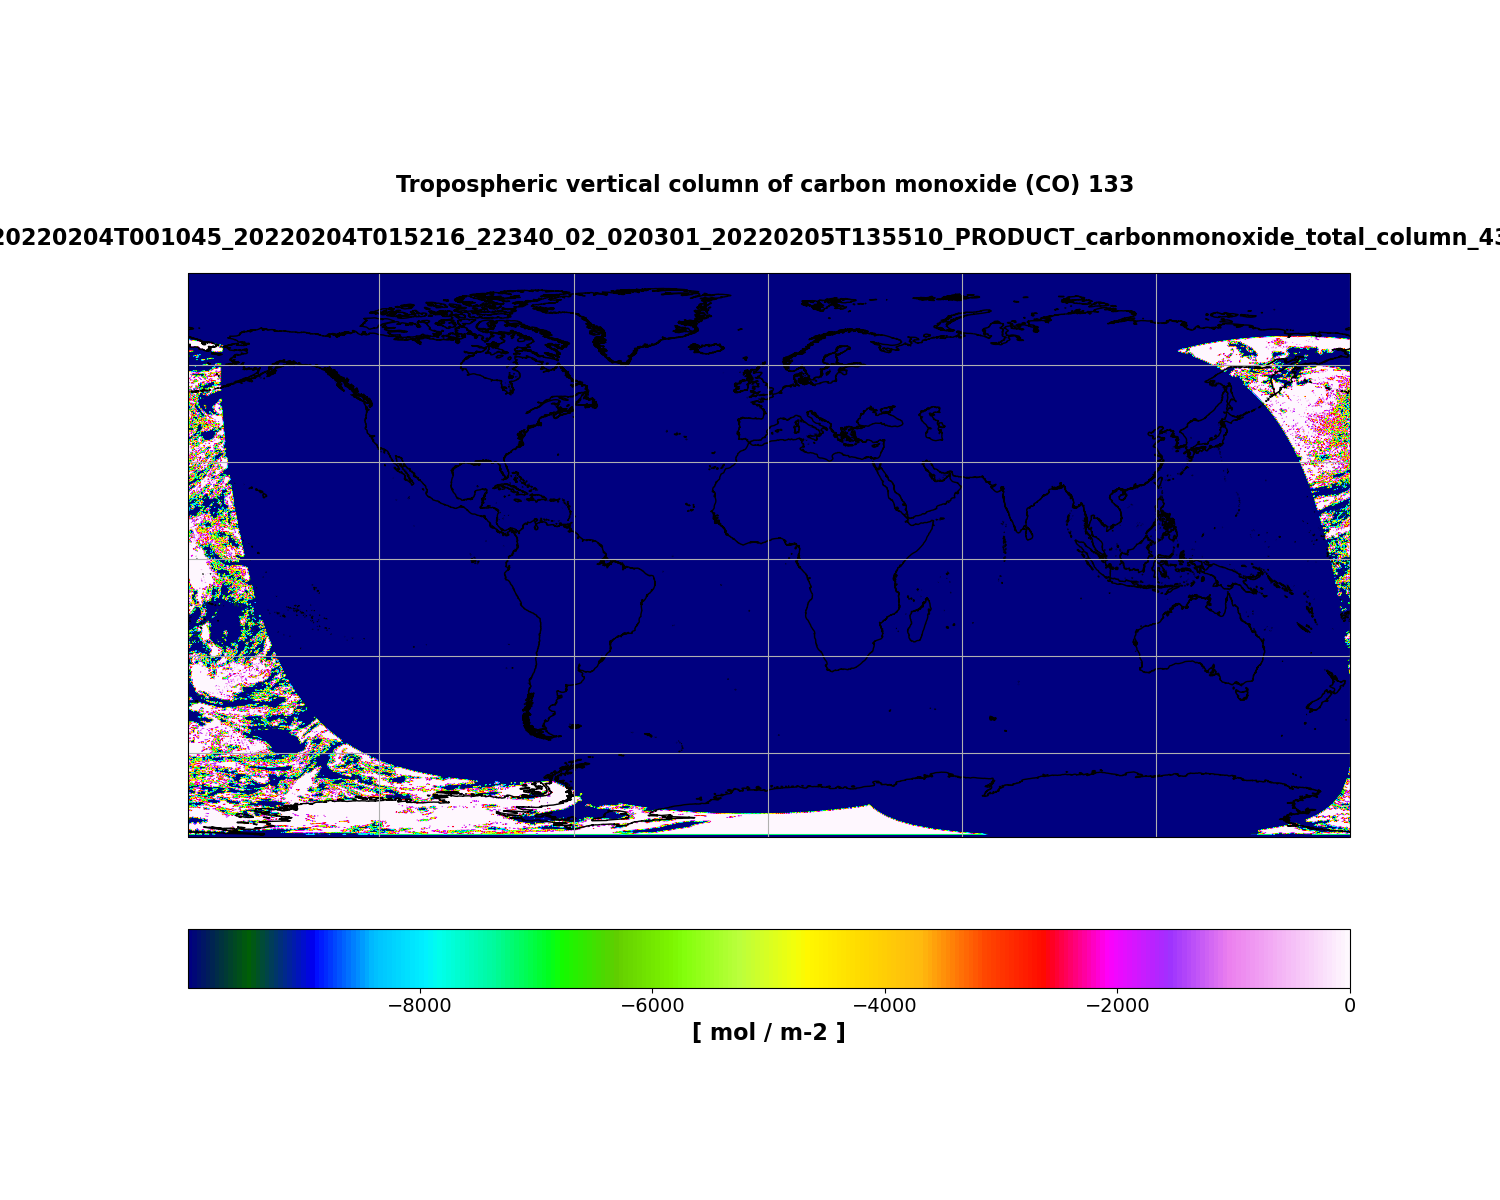 Tropospheric vertical column of carbon monoxide (CO) 133
20220204T001045_20220204T015216_22340_02_020301_20220205T135510_PRODUCT_carbonmonoxide_total_column_43
−8000 −6000 −4000 −2000 0
[ mol / m-2 ]